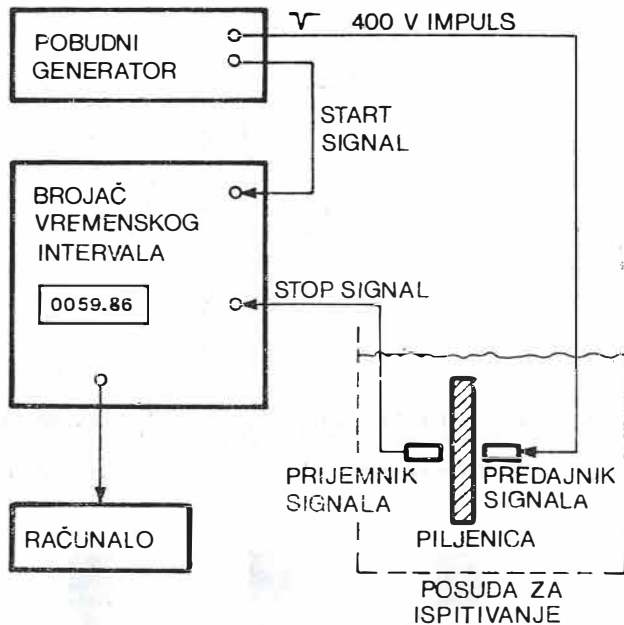 400 V IMPULS
POBUDNI
GENERATOR
START
SIGNAL
BROJAČ
VREMENSKOG
INTERVALA
0059.86
STOP SIGNAL
PRIJEMNIK
SIGNALA
PREDAJNIK
SIGNALA
PILJENICA
RAČUNALO
POSUDA ZA
ISPITIVANJE